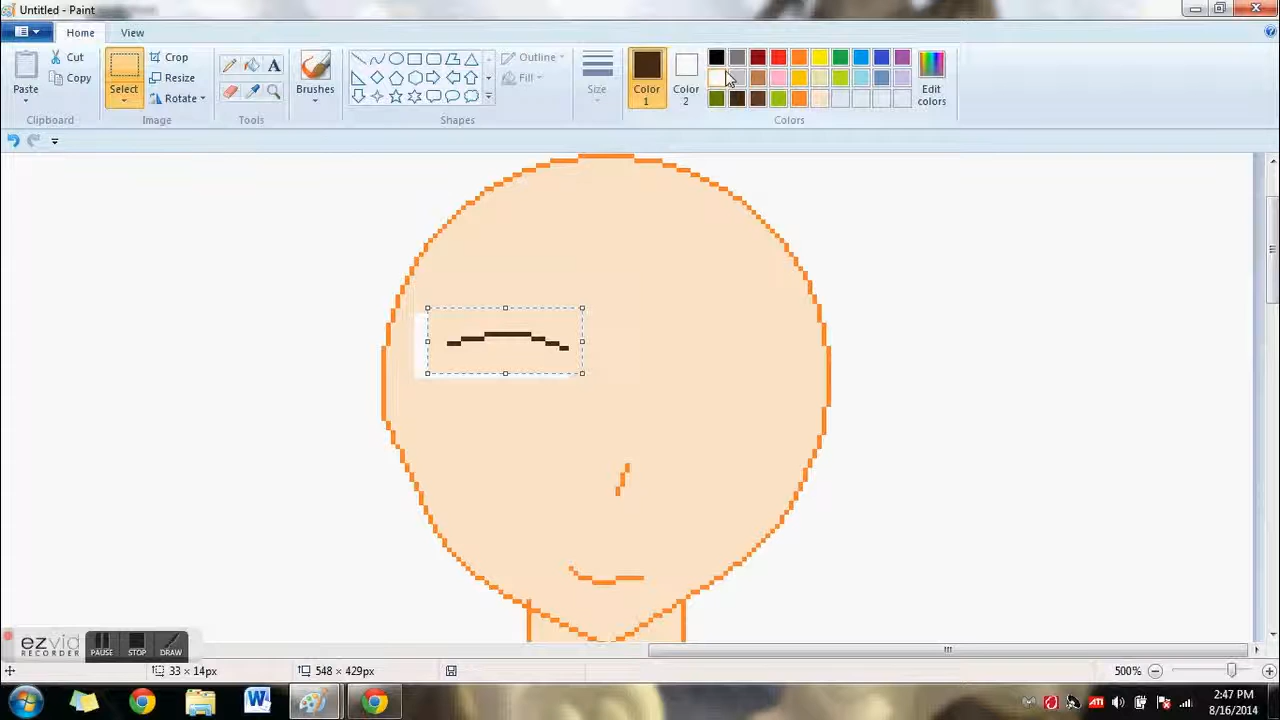 Untitled - Paint
Home
View
Paste
Cut
Copy
Clipboard
Select
Crop
Resize
Rotate
Image
A
Tools
Brushes
Outline
Fill
Shapes
Size
Color 1
Color 2
Edit colors
Colors
ezvid
RECORDER
PAUSE
STOP
DRAW
33 × 14px
548 × 429px
500%
2:47 PM
8/16/2014